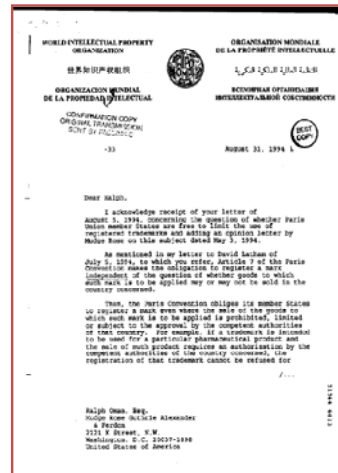 WORLD INTELLECTUAL PROPERTY
ORGANIZATION
世界知识产权组织
ORGANIZACION MUNDIAL
DE LA PROPIEDAD INTELECTUAL
ORGANISATION MONDIALE
DE LA PROPRIÉTÉ INTELLECTUELLE
المنظمة العالمية للملكية الفكرية
ВСЕМИРНАЯ ОРГАНИЗАЦИЯ
ИНТЕЛЛЕКТУАЛЬНОЙ СОБСТВЕННОСТИ
CONFIRMATION COPY
ORIGINAL TRANSMISSION
SENT BY FACSIMILE
BEST
COPY
-33
August 31, 1994
Dear Ralph,
I acknowledge receipt of your letter of
August 5, 1994, concerning the question of whether Paris
Union member States are free to limit the use of
registered trademarks and adding an opinion letter by
Mudge Rose on this subject dated May 3, 1994.
As mentioned in my letter to David Latham of
July 5, 1994, to which you refer, Article 7 of the Paris
Convention makes the obligation to register a mark
independent of the question of whether goods to which
such mark is to be applied may or may not be sold in the
country concerned.
Thus, the Paris Convention obliges its member States
to register a mark even where the sale of the goods to
which such mark is to be applied is prohibited, limited
or subject to the approval by the competent authorities
of that country. For example, if a trademark is intended
to be used for a particular pharmaceutical product and
the sale of such product requires an authorization by the
competent authorities of the country concerned, the
registration of that trademark cannot be refused for
/...
Ralph Oman, Esq.
Mudge Rose Guthrie Alexander
& Ferdon
2121 K Street, N.W.
Washington, D.C. 20037-1898
United States of America